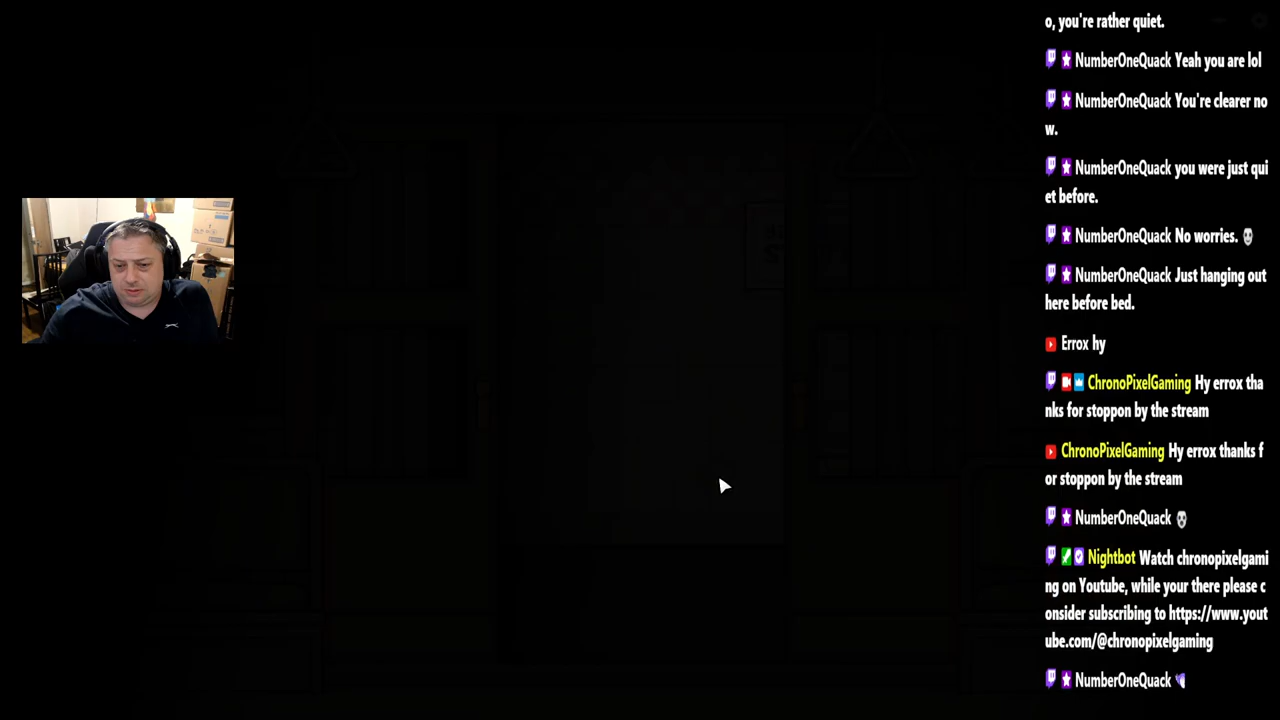 o, you're rather quiet.
NumberOneQuack Yeah you are lol
NumberOneQuack You're clearer no
w.
NumberOneQuack you were just qui
et before.
NumberOneQuack No worries.
NumberOneQuack Just hanging out
here before bed.
Errox hy
ChronoPixelGaming Hy errox tha
nks for stoppon by the stream
ChronoPixelGaming Hy errox thanks f
or stoppon by the stream
NumberOneQuack
Nightbot Watch chronopixelgami
ng on Youtube, while your there please c
onsider subscribing to https://www.yout
ube.com/@chronopixelgaming
NumberOneQuack